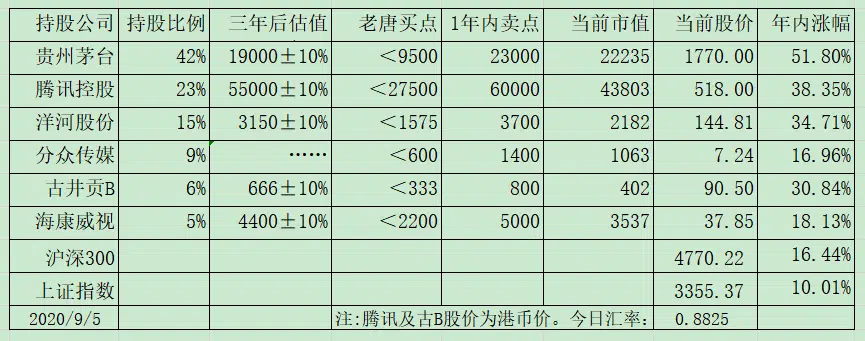 持股公司 持股比例 三年后估值 老唐买点 1年内卖点 当前市值 当前股价 年内涨幅
贵州茅台 42% 19000±10% <9500 23000 22235 1770.00 51.80%
腾讯控股 23% 55000±10% <27500 60000 43803 518.00 38.35%
洋河股份 15% 3150±10% <1575 3700 2182 144.81 34.71%
分众传媒 9% …… <600 1400 1063 7.24 16.96%
古井贡B 6% 666±10% <333 800 402 90.50 30.84%
海康威视 5% 4400±10% <2200 5000 3537 37.85 18.13%
沪深300 4770.22 16.44%
上证指数 3355.37 10.01%
2020/9/5 注:腾讯及古B股价为港币价。今日汇率: 0.8825